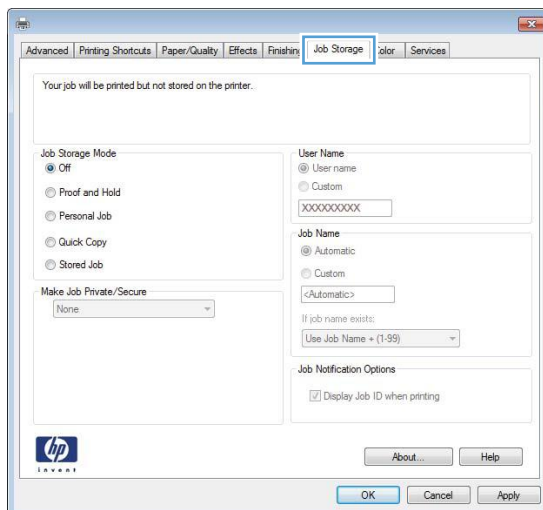 Advanced Printing Shortcuts Paper/Quality Effects Finishing Job Storage Color Services
Your job will be printed but not stored on the printer.
Job Storage Mode
Off
Proof and Hold
Personal Job
Quick Copy
Stored Job
Make Job Private/Secure
None
User Name
User name
Custom
XXXXXXXXX
Job Name
Automatic
Custom
<Automatic>
If job name exists:
Use Job Name + (1-99)
Job Notification Options
Display Job ID when printing
hp
invent
About... Help
OK Cancel Apply